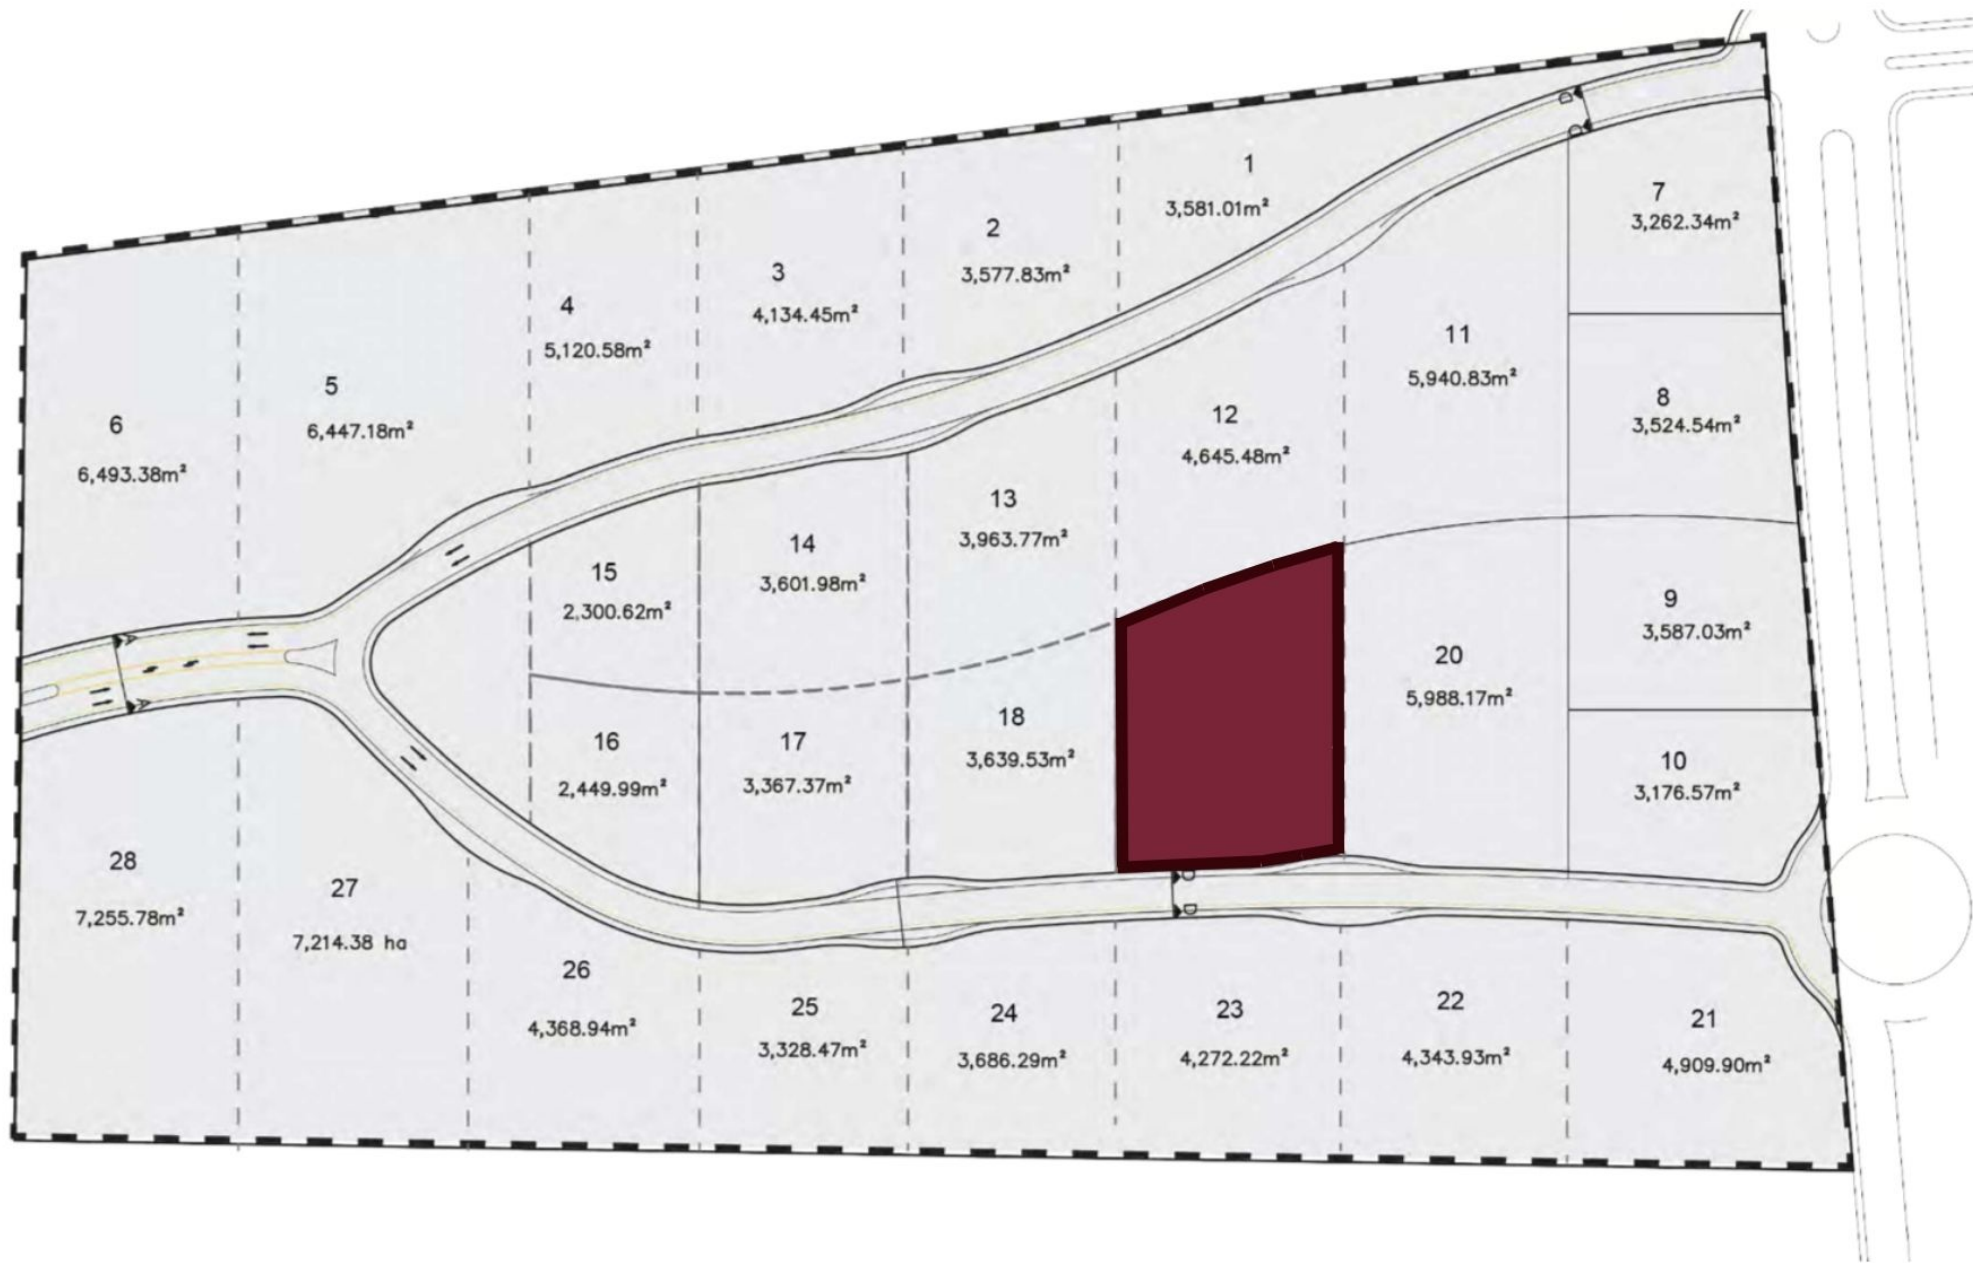 1
3,581.01m²
2
3,577.83m²
3
4,134.45m²
4
5,120.58m²
5
6,447.18m²
6
6,493.38m²
7
3,262.34m²
8
3,524.54m²
9
3,587.03m²
10
3,176.57m²
11
5,940.83m²
12
4,645.48m²
13
3,963.77m²
14
3,601.98m²
15
2,300.62m²
16
2,449.99m²
17
3,367.37m²
18
3,639.53m²
20
5,988.17m²
21
4,909.90m²
22
4,343.93m²
23
4,272.22m²
24
3,686.29m²
25
3,328.47m²
26
4,368.94m²
27
7,214.38 ha
28
7,255.78m²
A
A
D
D